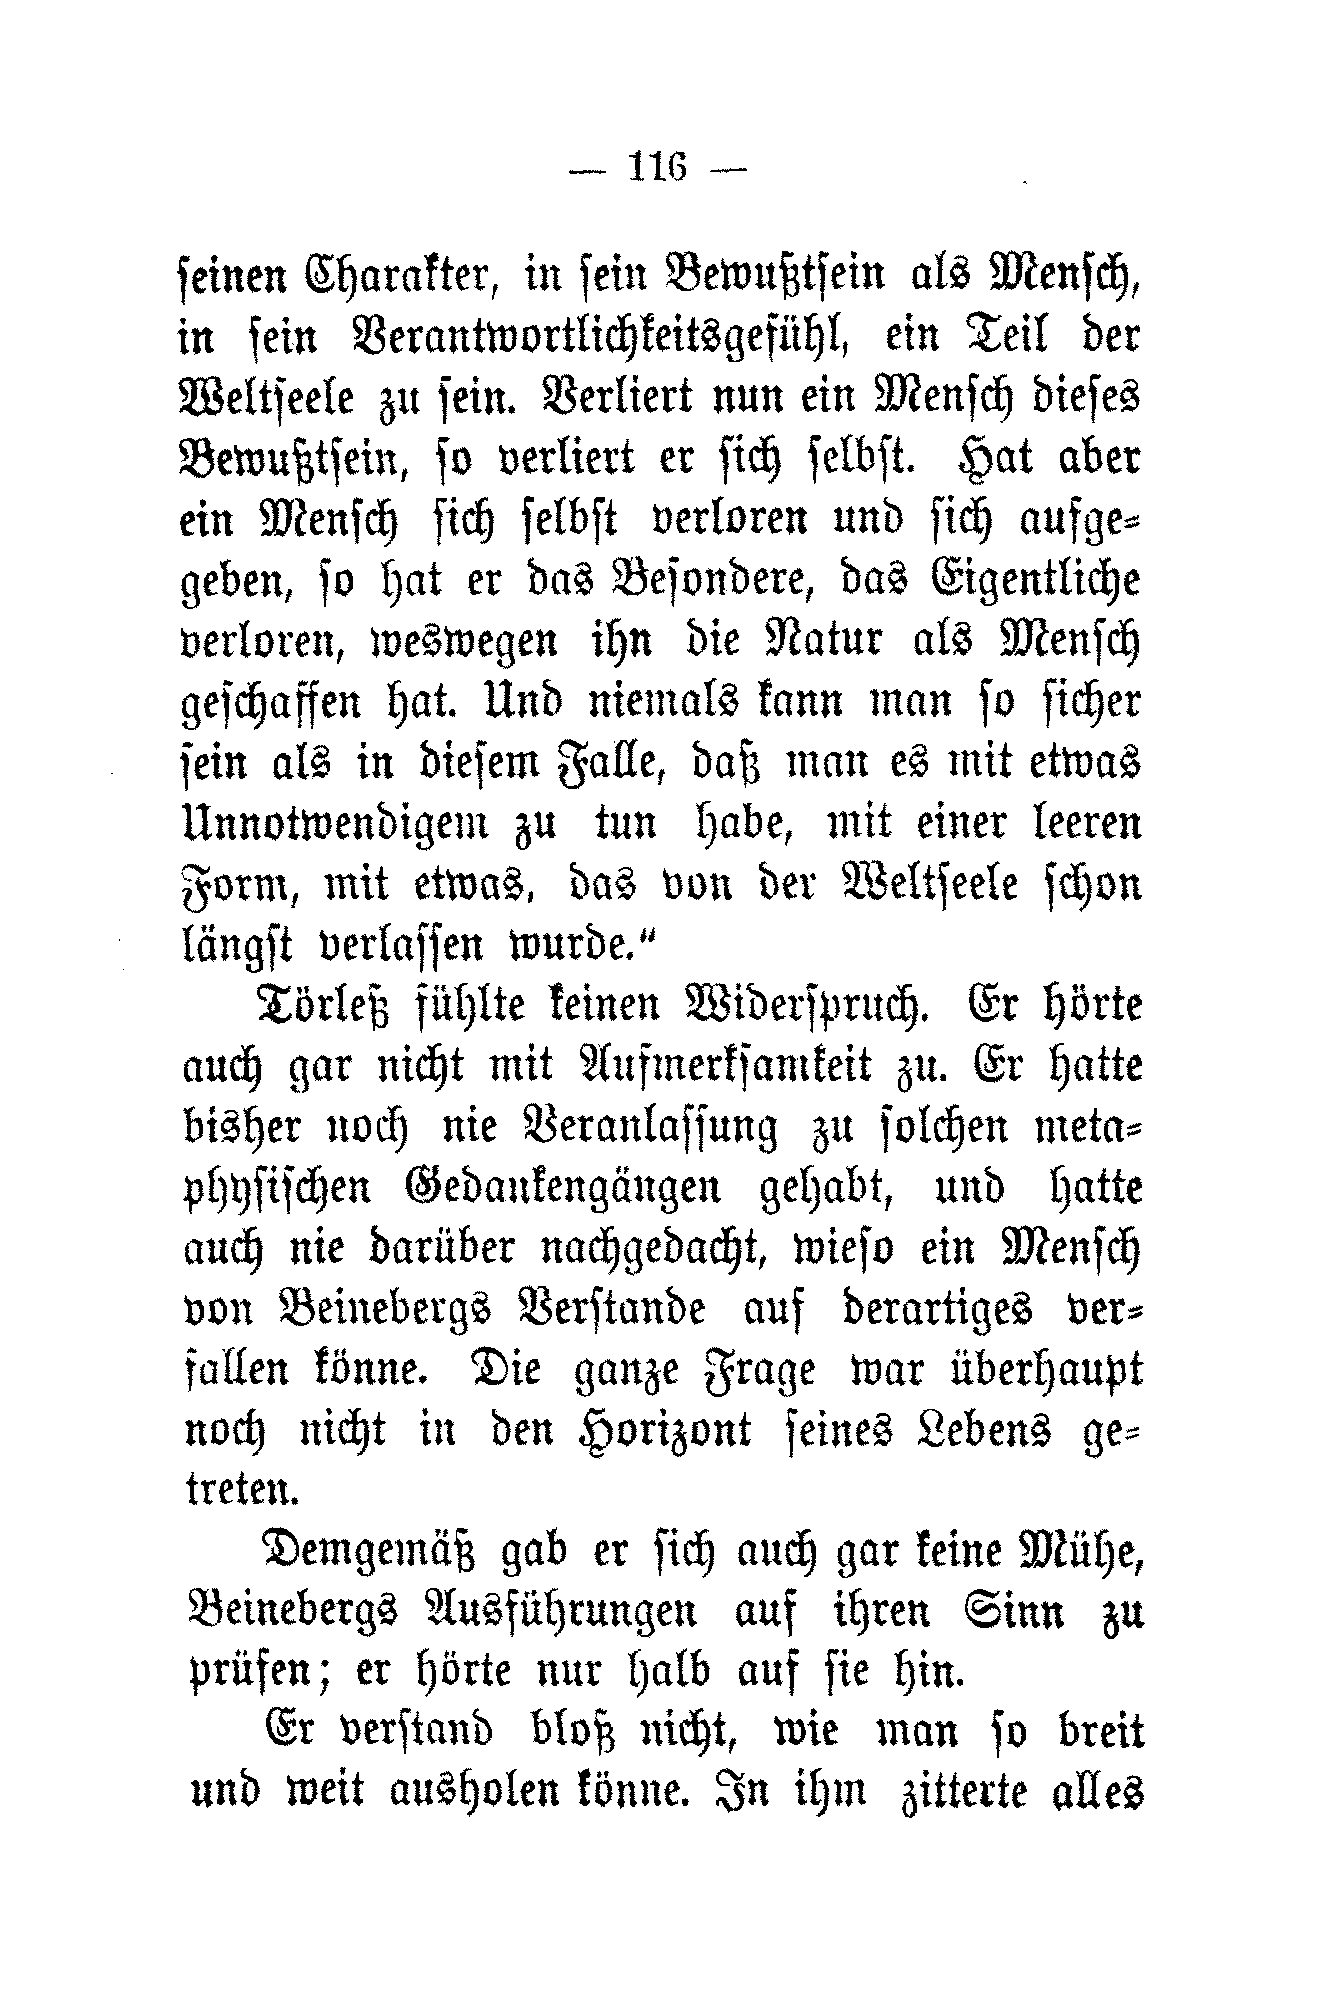 — 116 —
seinen Charakter, in sein Bewußtsein als Mensch,
in sein Verantwortlichkeitsgefühl, ein Teil der
Weltseele zu sein. Verliert nun ein Mensch dieses
Bewußtsein, so verliert er sich selbst. Hat aber
ein Mensch sich selbst verloren und sich aufge-
geben, so hat er das Besondere, das Eigentliche
verloren, weswegen ihn die Natur als Mensch
geschaffen hat. Und niemals kann man so sicher
sein als in diesem Falle, daß man es mit etwas
Unnotwendigem zu tun habe, mit einer leeren
Form, mit etwas, das von der Weltseele schon
längst verlassen wurde.“
Törleß fühlte keinen Widerspruch. Er hörte
auch gar nicht mit Aufmerksamkeit zu. Er hatte
bisher noch nie Veranlassung zu solchen meta-
physischen Gedankengängen gehabt, und hatte
auch nie darüber nachgedacht, wieso ein Mensch
von Beinebergs Verstande auf derartiges ver-
fallen könne. Die ganze Frage war überhaupt
noch nicht in den Horizont seines Lebens ge-
treten.
Demgemäß gab er sich auch gar keine Mühe,
Beinebergs Ausführungen auf ihren Sinn zu
prüfen; er hörte nur halb auf sie hin.
Er verstand bloß nicht, wie man so breit
und weit ausholen könne. In ihm zitterte alles